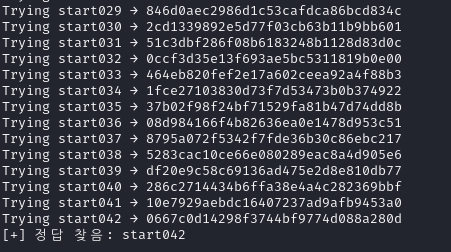 Trying start029 → 846d0aec2986d1c53cafdca86bcd834c
Trying start030 → 2cd1339892e5d77f03cb63b11b9bb601
Trying start031 → 51c3dbf286f08b6183248b1128d83d0c
Trying start032 → 0ccf3d35e13f693ae5bc5311819b0e00
Trying start033 → 464eb820fef2e17a602ceea92a4f88b3
Trying start034 → 1fce27103830d73f7d53473b0b374922
Trying start035 → 37b02f98f24bf71529fa81b47d74dd8b
Trying start036 → 08d984166f4b82636ea0e1478d953c51
Trying start037 → 8795a072f5342f7fde36b30c86ebc217
Trying start038 → 5283cac10ce66e080289eac8a4d905e6
Trying start039 → df20e9c58c69136ad475e2d8e810db77
Trying start040 → 286c2714434b6ffa38e4a4c282369bbf
Trying start041 → 10e7929aebdc16407237ad9afb9453a0
Trying start042 → 0667c0d14298f3744bf9774d088a280d
[+] 정답 찾음: start042